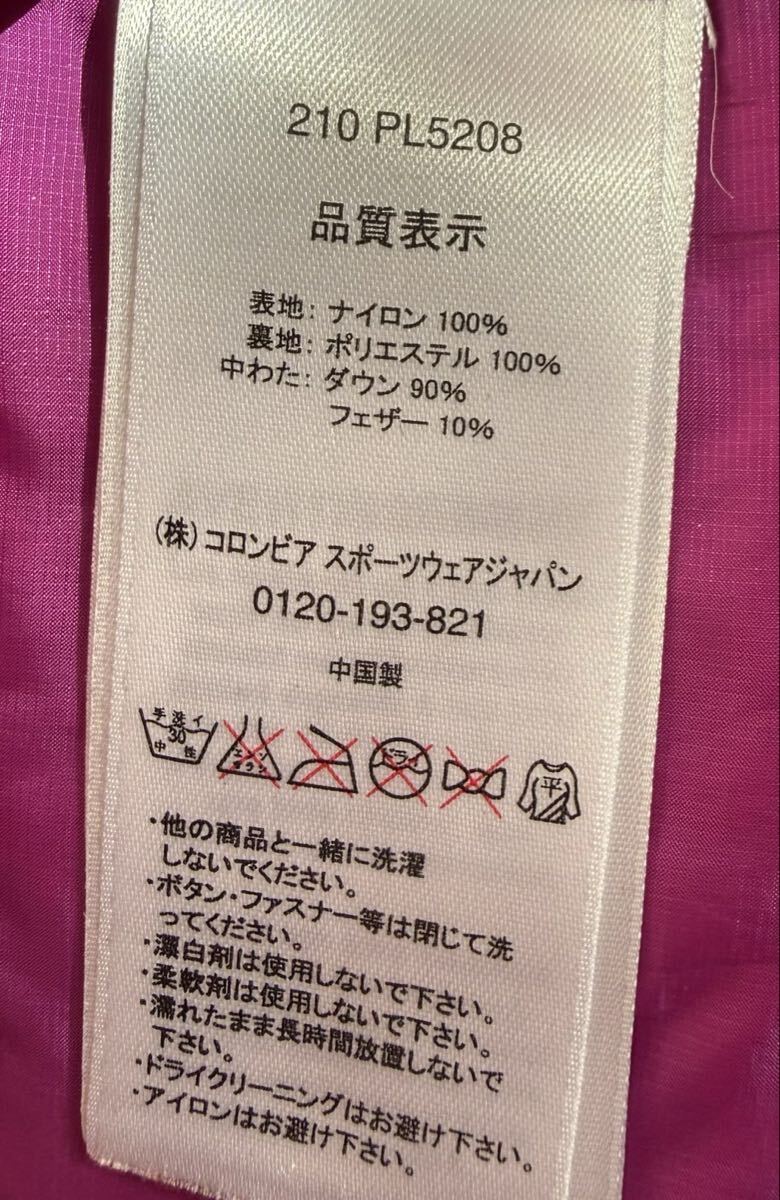 210 PL5208
品質表示
表地: ナイロン 100%
裏地: ポリエステル 100%
中わた: ダウン 90%
フェザー 10%
(株) コロンビア スポーツウェアジャパン
0120-193-821
中国製
手洗イ
30
中性
エンソ
サラシ
ドライ
平
・他の商品と一緒に洗濯
しないでください。
・ボタン・ファスナー等は閉じて洗
ってください。
・漂白剤は使用しないで下さい。
・柔軟剤は使用しないで下さい。
・濡れたまま長時間放置しないで
下さい。
・ドライクリーニングはお避け下さい。
・アイロンはお避け下さい。